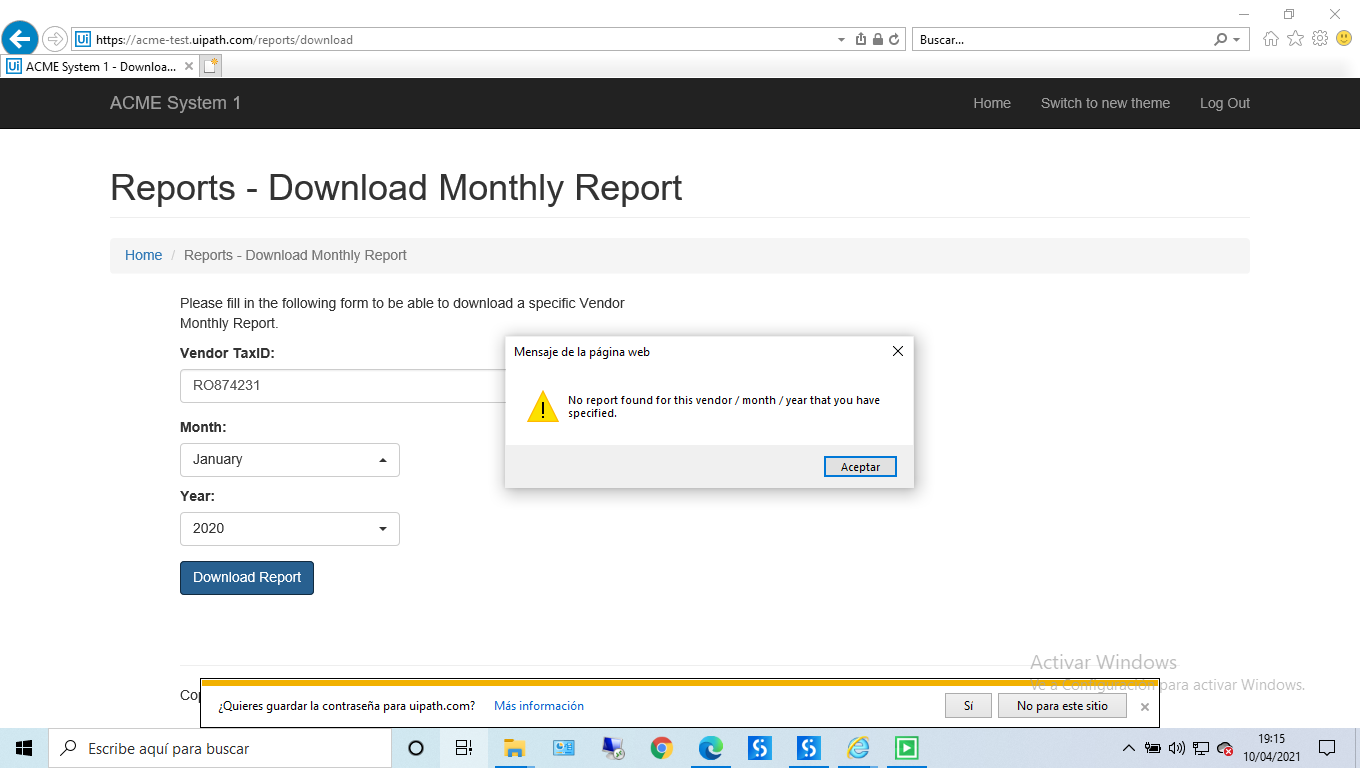 https://acme-test.uipath.com/reports/download
Buscar...
ACME System 1 - Downloa...
ACME System 1
Home
Switch to new theme
Log Out
Reports - Download Monthly Report
Home / Reports - Download Monthly Report
Please fill in the following form to be able to download a specific Vendor
Monthly Report.
Vendor TaxID:
RO874231
Month:
January
Year:
2020
Download Report
Mensaje de la página web
No report found for this vendor / month / year that you have
specified.
Aceptar
Activar Windows
Ve a Configuración para activar Windows.
¿Quieres guardar la contraseña para uipath.com?
Más información
Sí
No para este sitio
Escribe aquí para buscar
19:15
10/04/2021